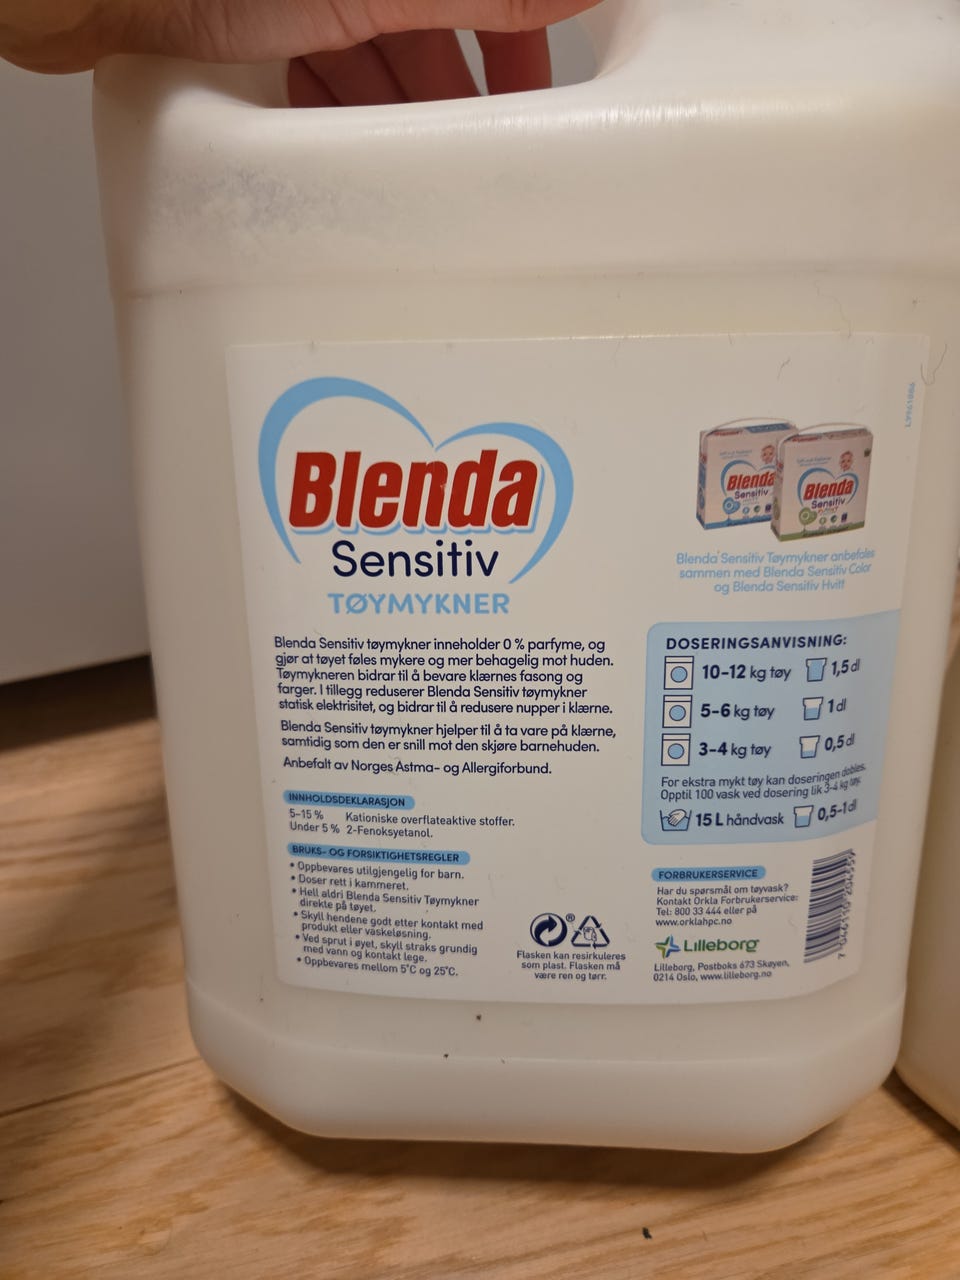 Blenda
Sensitiv
TØYMYKNER
Blenda Sensitiv tøymykner inneholder 0 % parfyme, og
gjør at tøyet føles mykere og mer behagelig mot huden.
Tøymykneren bidrar til å bevare klærnes fasong og
farger. I tillegg reduserer Blenda Sensitiv tøymykner
statisk elektrisitet, og bidrar til å redusere nupper i klærne.
Blenda Sensitiv tøymykner hjelper til å ta vare på klærne,
samtidig som den er snill mot den skjøre barnehuden.
Anbefalt av Norges Astma- og Allergiforbund.
INNHOLDSDEKLARASJON
5-15 % Kationiske overflateaktive stoffer.
Under 5 % 2-Fenoksyetanol.
BRUKS- OG FORSIKTIGHETSREGLER
• Oppbevares utilgjengelig for barn.
• Doser rett i kammeret.
• Hell aldri Blenda Sensitiv Tøymykner
direkte på tøyet.
• Skyll hendene godt etter kontakt med
produkt eller vaskeløsning.
• Ved sprut i øyet, skyll straks grundig
med vann og kontakt lege.
• Oppbevares mellom 5°C og 25°C.
®
Flasken kan resirkuleres
som plast. Flasken må
være ren og tørr.
Blenda
Sensitiv
Blenda
Sensitiv
Blenda® Sensitiv Tøymykner anbefales
sammen med Blenda Sensitiv Color
og Blenda Sensitiv Hvitt
DOSERINGSANVISNING:
10-12 kg tøy 1,5 dl
5-6 kg tøy 1 dl
3-4 kg tøy 0,5 dl
For ekstra mykt tøy kan doseringen dobles.
Opptil 100 vask ved dosering lik 3-4 kg tøy.
15 L håndvask 0,5-1 dl
FORBRUKERSERVICE
Har du spørsmål om tøyvask?
Kontakt Orkla Forbrukerservice:
Tel: 800 33 444 eller på
www.orklahpc.no
Lilleborg
Lilleborg, Postboks 673 Skøyen,
0214 Oslo, www.lilleborg.no